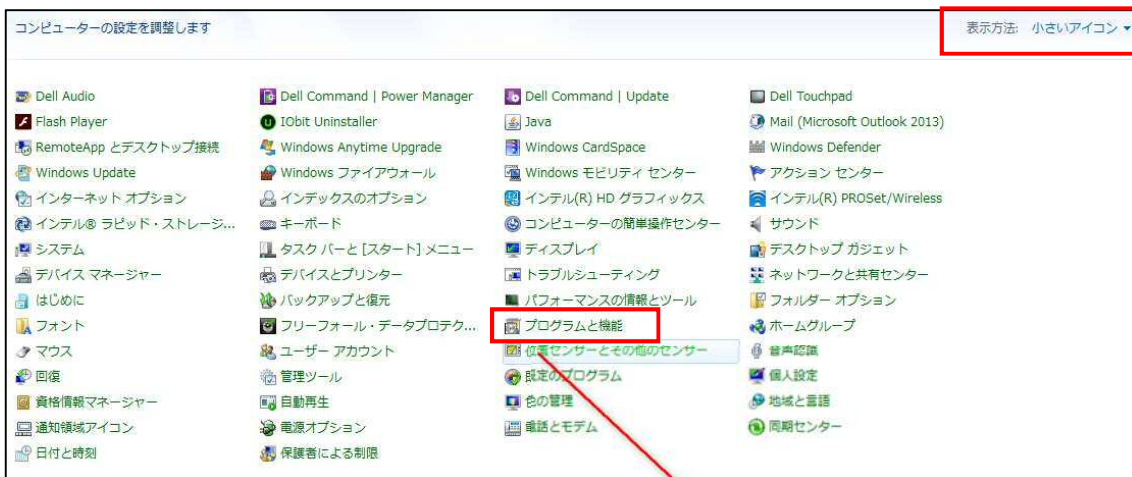 コンピューターの設定を調整します 表示方法: 小さいアイコン
Dell Audio Dell Command | Power Manager Dell Command | Update Dell Touchpad
Flash Player IObit Uninstaller Java Mail (Microsoft Outlook 2013)
RemoteApp とデスクトップ接続 Windows Anytime Upgrade Windows CardSpace Windows Defender
Windows Update Windows ファイアウォール Windows モビリティ センター アクション センター
インターネット オプション インデックスのオプション インテル(R) HD グラフィックス インテル(R) PROSet/Wireless
インテル® ラピッド・ストレージ... キーボード コンピューターの簡単操作センター サウンド
システム タスク バーと [スタート] メニュー ディスプレイ デスクトップ ガジェット
デバイス マネージャー デバイスとプリンター トラブルシューティング ネットワークと共有センター
はじめに バックアップと復元 パフォーマンスの情報とツール フォルダー オプション
フォント フリーフォール・データプロテク... プログラムと機能 ホームグループ
マウス ユーザー アカウント 位置センサーとその他のセンサー 音声認識
回復 管理ツール 既定のプログラム 個人設定
資格情報マネージャー 自動再生 色の管理 地域と言語
通知領域アイコン 電源オプション 電話とモデム 同期センター
日付と時刻 保護者による制限